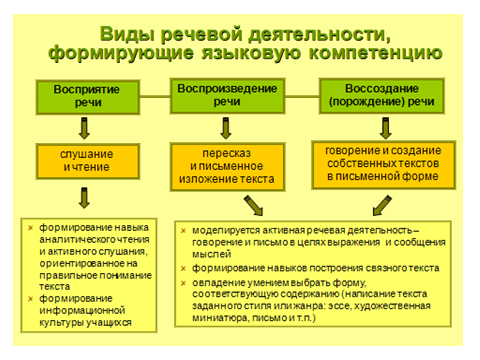 Виды речевой деятельности,
формирующие языковую компетенцию
Восприятие
речи
Воспроизведение
речи
Воссоздание
(порождение) речи
слушание
и чтение
пересказ
и письменное
изложение текста
говорение и создание
собственных текстов
в письменной форме
формирование навыка
аналитического чтения
и активного слушания,
ориентированное на
правильное понимание
текста
формирование
информационной
культуры учащихся
моделируется активная речевая деятельность –
говорение и письмо в целях выражения и сообщения
мыслей
формирование навыков построения связного текста
овладение умением выбрать форму,
соответствующую содержанию (написание текста
заданного стиля или жанра: эссе, художественная
миниатюра, письмо и т.п.)